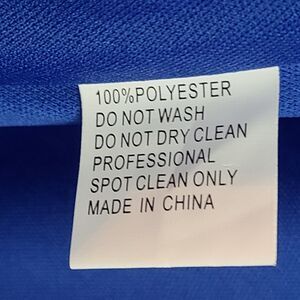 100%POLYESTER
DO NOT WASH
DO NOT DRY CLEAN
PROFESSIONAL
SPOT CLEAN ONLY
MADE IN CHINA